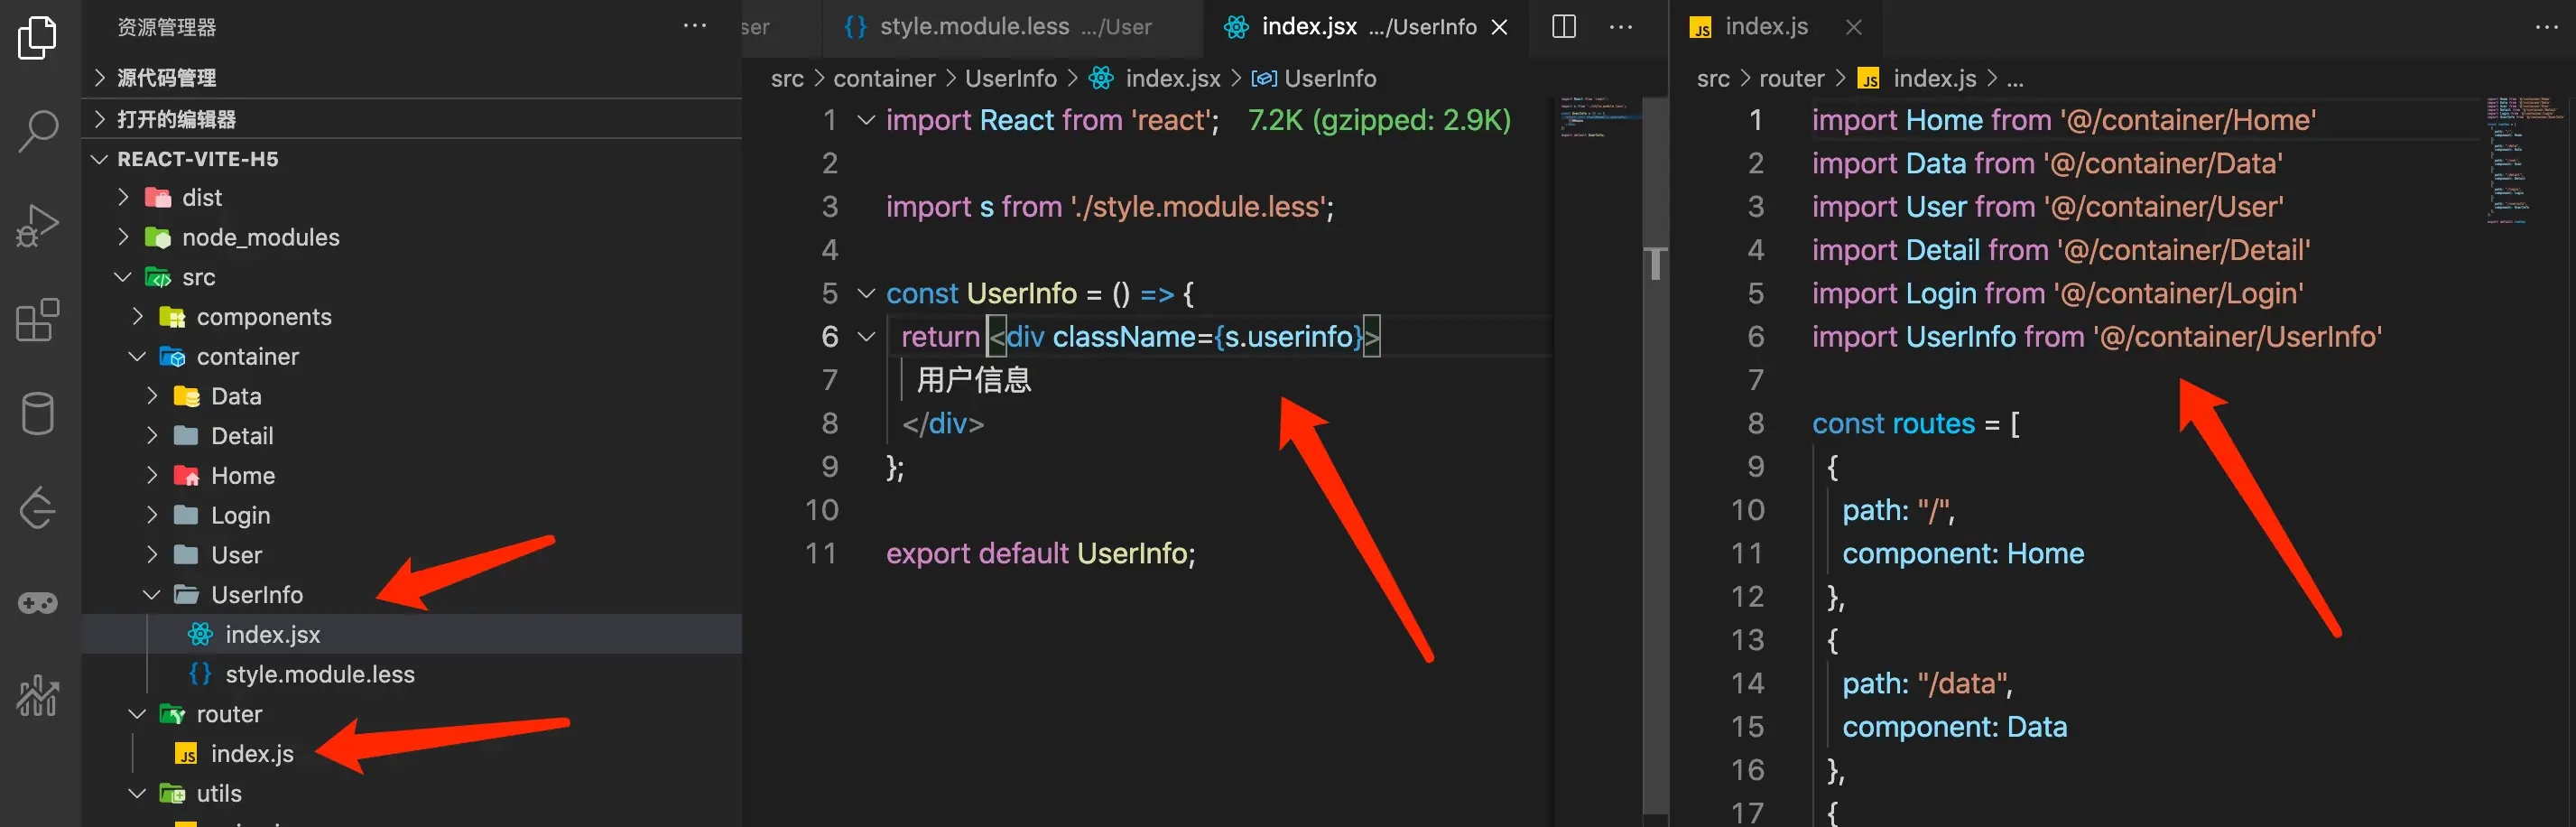 资源管理器
源代码管理
打开的编辑器
REACT-VITE-H5
dist
node_modules
src
components
container
Data
Detail
Home
Login
User
UserInfo
index.jsx
style.module.less
router
JS index.js
utils
ser
{} style.module.less .../User
index.jsx .../UserInfo
src > container > UserInfo > index.jsx > UserInfo
1 import React from 'react'; 7.2K (gzipped: 2.9K)
2
3 import s from './style.module.less';
4
5 const UserInfo = () => {
6 return <div className={s.userinfo}>
7 用户信息
8 </div>
9 };
10
11 export default UserInfo;
JS index.js
src > router > JS index.js > ...
1 import Home from '@/container/Home'
2 import Data from '@/container/Data'
3 import User from '@/container/User'
4 import Detail from '@/container/Detail'
5 import Login from '@/container/Login'
6 import UserInfo from '@/container/UserInfo'
7
8 const routes = [
9 {
10 path: "/",
11 component: Home
12 },
13 {
14 path: "/data",
15 component: Data
16 },
17 {